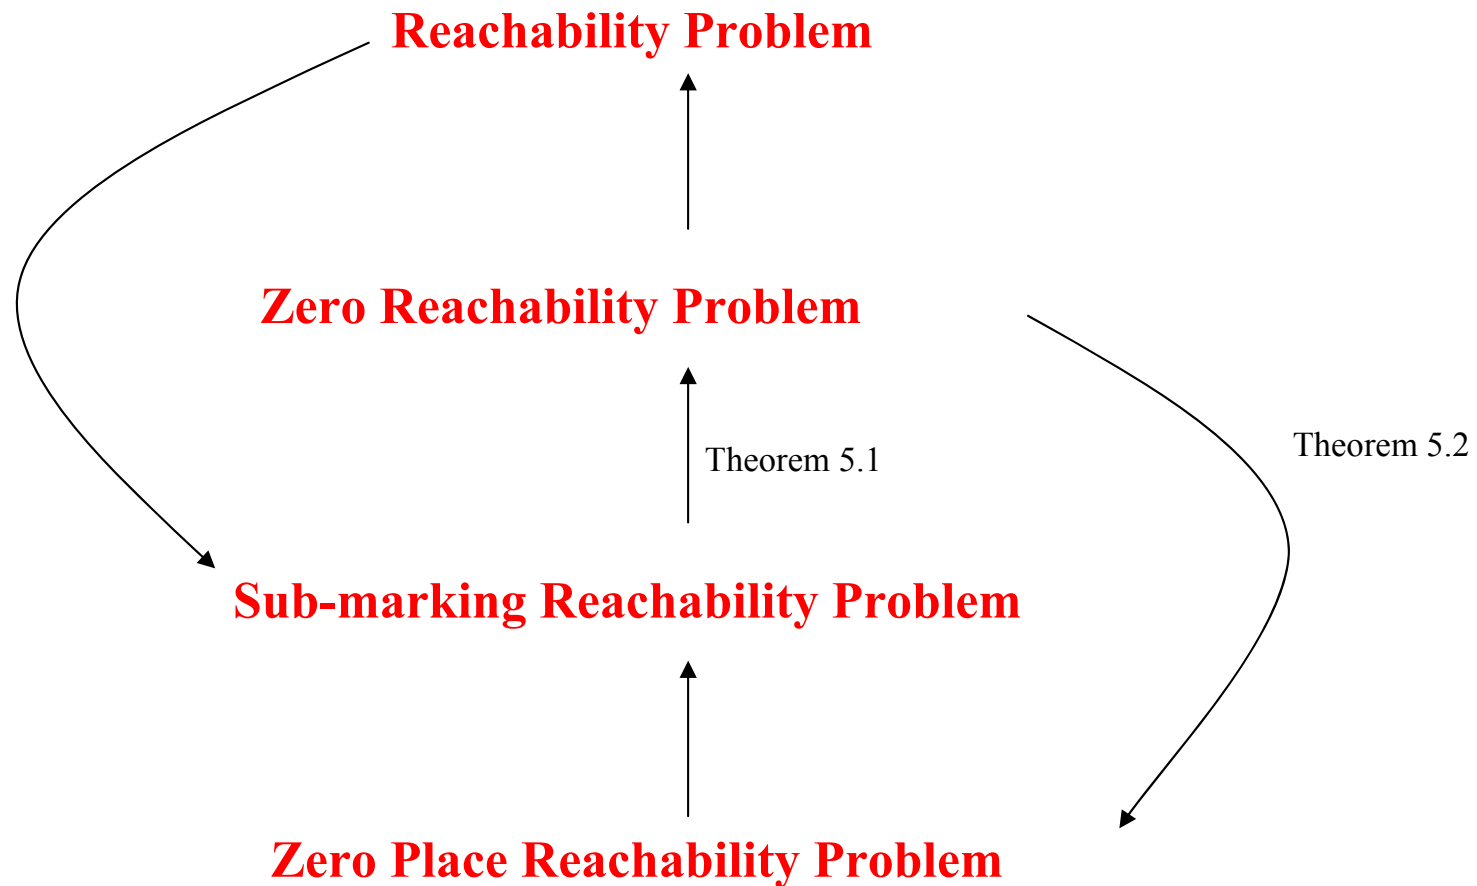 Reachability Problem
Zero Reachability Problem
Theorem 5.2
Theorem 5.1
Sub-marking Reachability Problem
Zero Place Reachability Problem